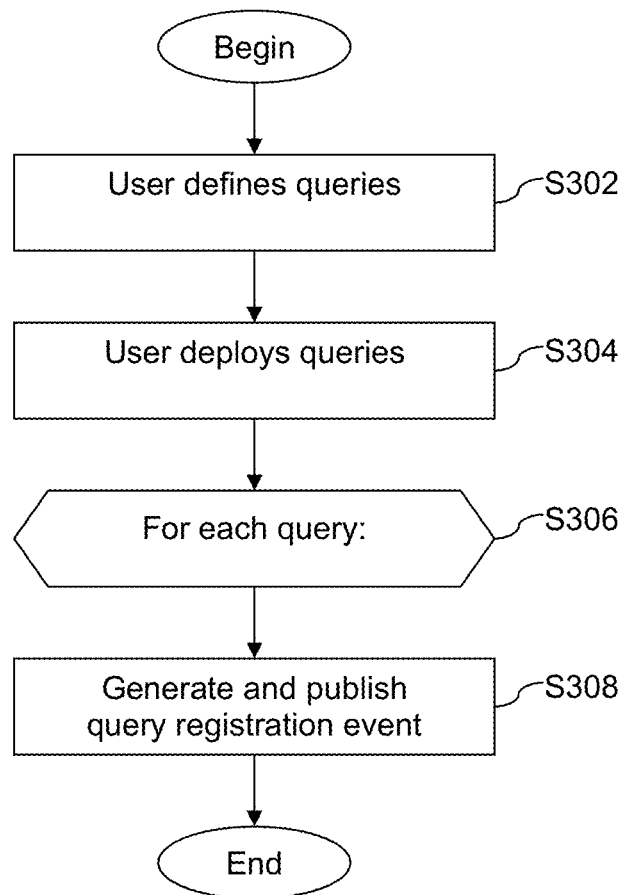 Begin
User defines queries
S302
User deploys queries
S304
For each query:
S306
Generate and publish
query registration event
S308
End